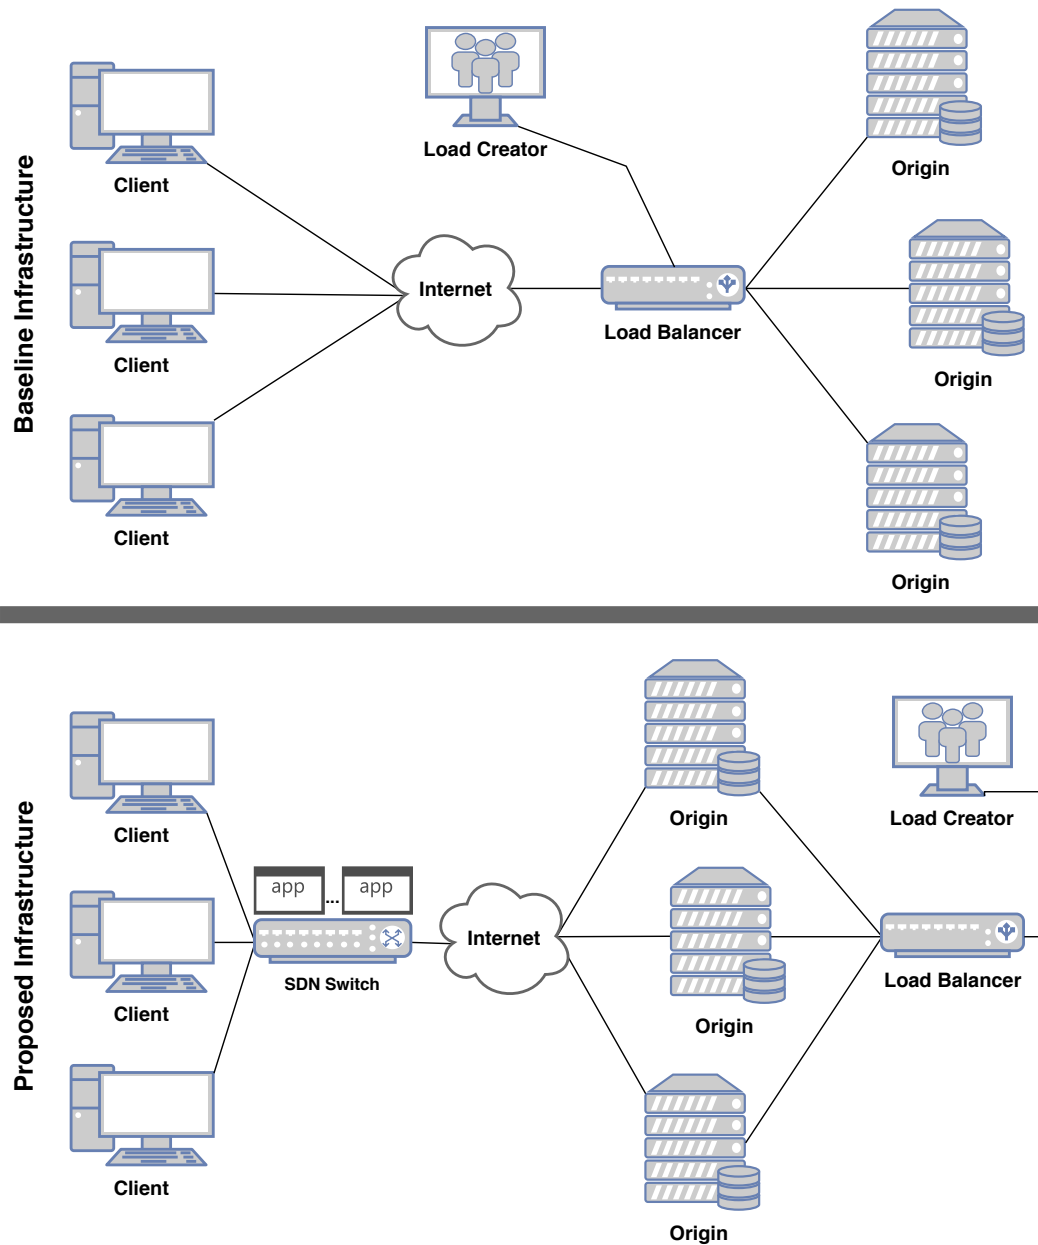 Baseline Infrastructure
Load Creator
Client
Origin
Internet
Load Balancer
Client
Origin
Client
Origin
Proposed Infrastructure
Client
Origin
Load Creator
app
...
app
SDN Switch
Internet
Load Balancer
Client
Origin
Client
Origin